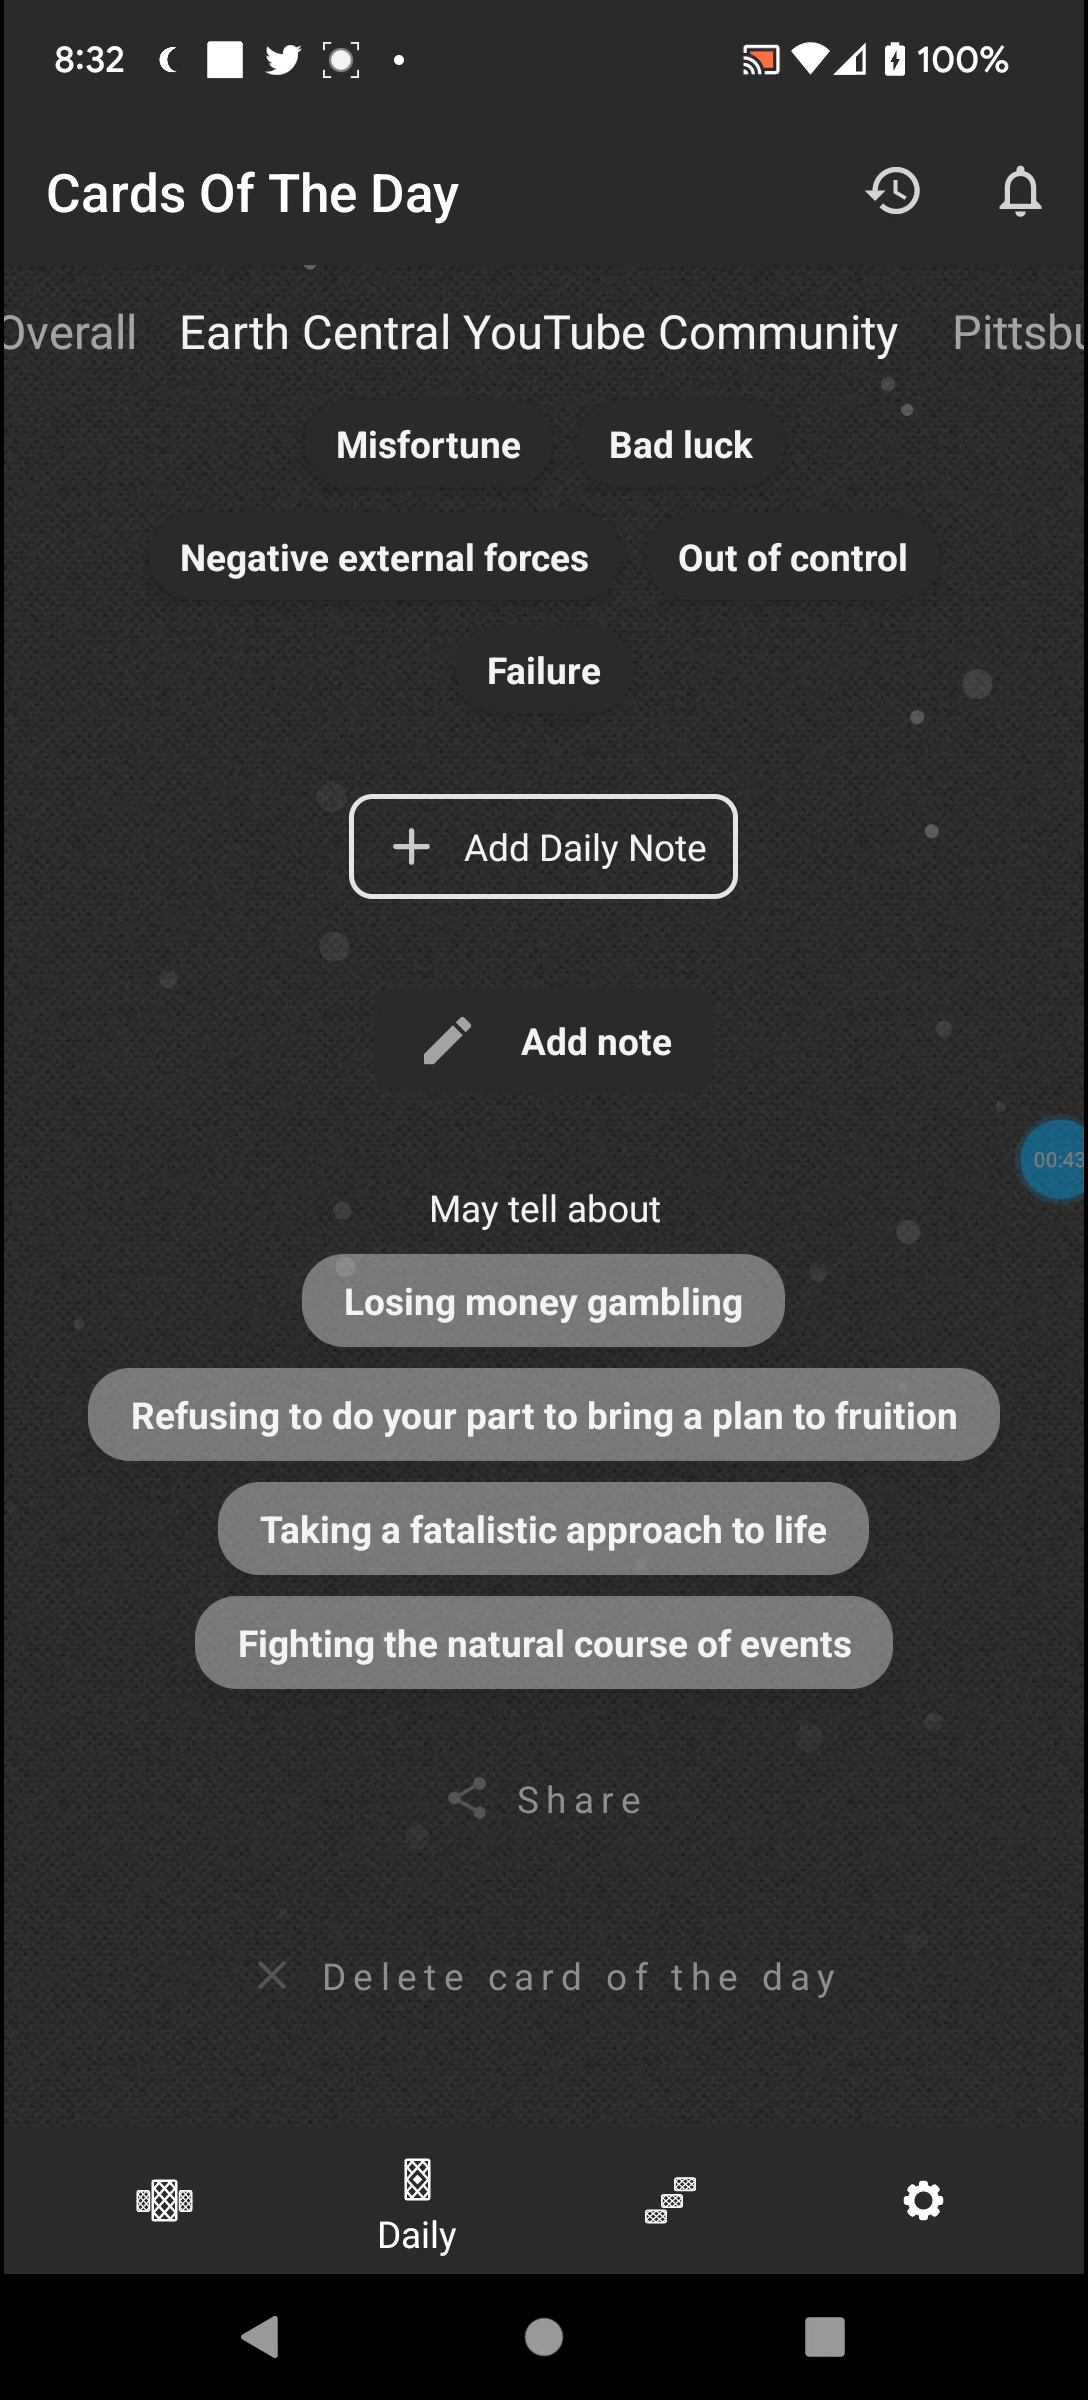 8:32 100%
Cards Of The Day
Overall Earth Central YouTube Community Pittsbu
Misfortune Bad luck
Negative external forces Out of control
Failure
Add Daily Note
Add note
00:43
May tell about
Losing money gambling
Refusing to do your part to bring a plan to fruition
Taking a fatalistic approach to life
Fighting the natural course of events
Share
Delete card of the day
Daily